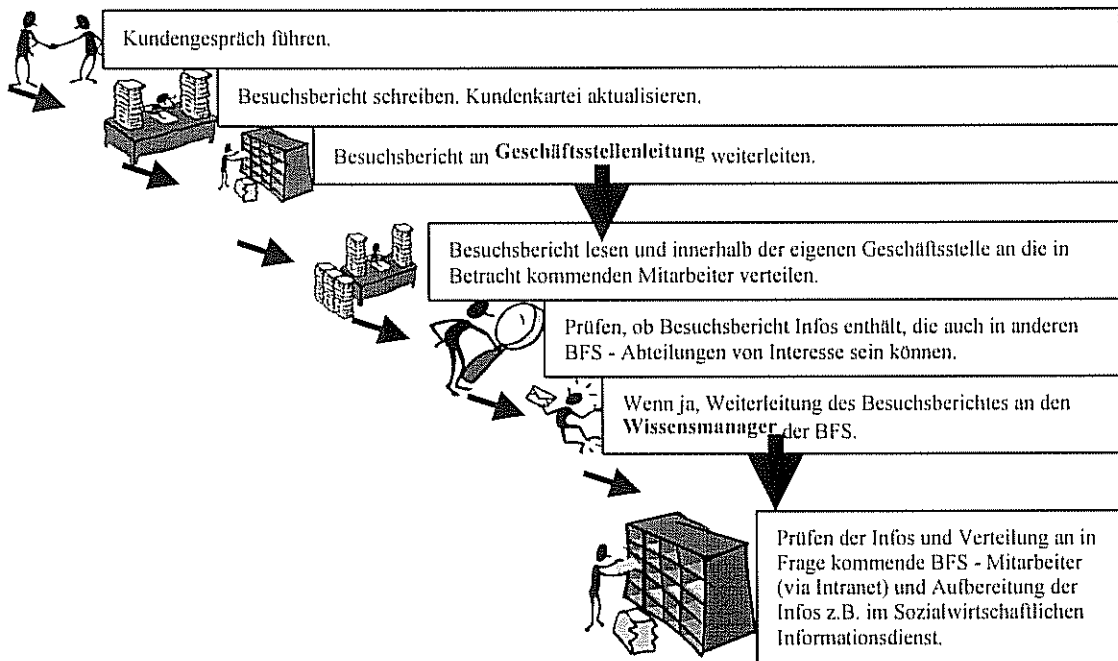 Kundengespräch führen.
Besuchsbericht schreiben. Kundenkartei aktualisieren.
Besuchsbericht an Geschäftsstellenleitung weiterleiten.
Besuchsbericht lesen und innerhalb der eigenen Geschäftsstelle an die in
Betracht kommenden Mitarbeiter verteilen.
Prüfen, ob Besuchsbericht Infos enthält, die auch in anderen
BFS - Abteilungen von Interesse sein können.
Wenn ja, Weiterleitung des Besuchsberichtes an den
Wissensmanager der BFS.
Prüfen der Infos und Verteilung an in
Frage kommende BFS - Mitarbeiter
(via Intranet) und Aufbereitung der
Infos z.B. im Sozialwirtschaftlichen
Informationsdienst.